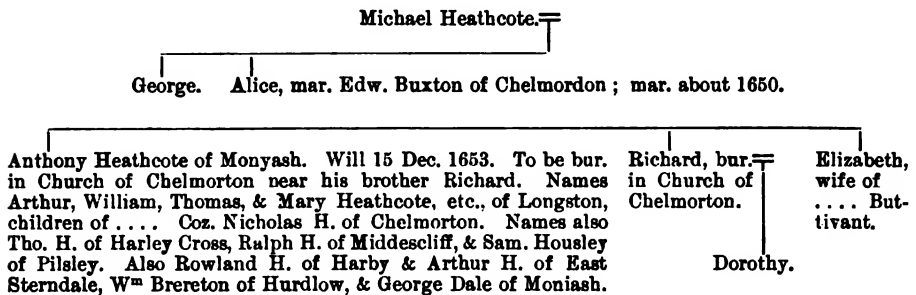 Michael Heathcote.
George. Alice, mar. Edw. Buxton of Chelmordon ; mar. about 1650.
Anthony Heathcote of Monyash. Will 15 Dec. 1653. To be bur.
in Church of Chelmorton near his brother Richard. Names
Arthur, William, Thomas, & Mary Heathcote, etc., of Longston,
children of .... Coz. Nicholas H. of Chelmorton. Names also
Tho. H. of Harley Cross, Ralph H. of Middescliff, & Sam. Housley
of Pilsley. Also Rowland H. of Harby & Arthur H. of East
Sterndale, Wᵐ Brereton of Hurdlow, & George Dale of Moniash.
Richard, bur.
in Church of
Chelmorton.
Dorothy.
Elizabeth,
wife of
.... But-
tivant.